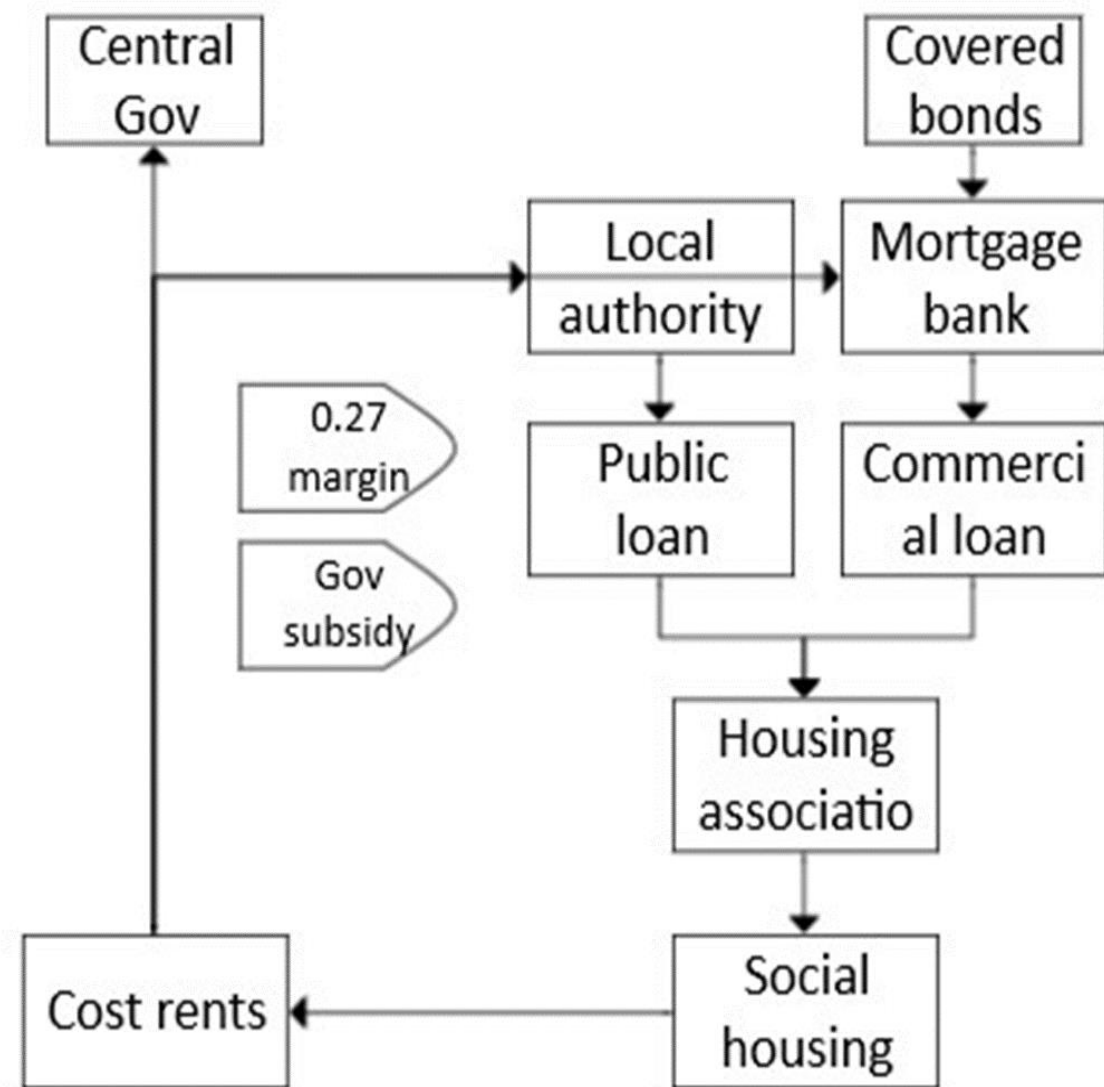 Central
Gov
Covered
bonds
Local
authority
Mortgage
bank
0.27
margin
Public
loan
Commerci
al loan
Gov
subsidy
Housing
associatio
Cost rents
Social
housing